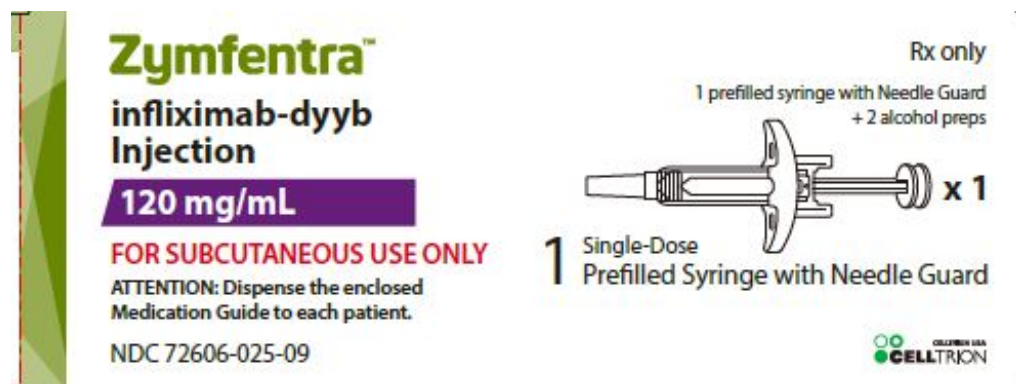 Zymfentra™
infliximab-dyyb
Injection
120 mg/mL
FOR SUBCUTANEOUS USE ONLY
ATTENTION: Dispense the enclosed
Medication Guide to each patient.
NDC 72606-025-09
Rx only
1 prefilled syringe with Needle Guard
+ 2 alcohol preps
x 1
1 Single-Dose
Prefilled Syringe with Needle Guard
CELLTRION USA
CELLTRION